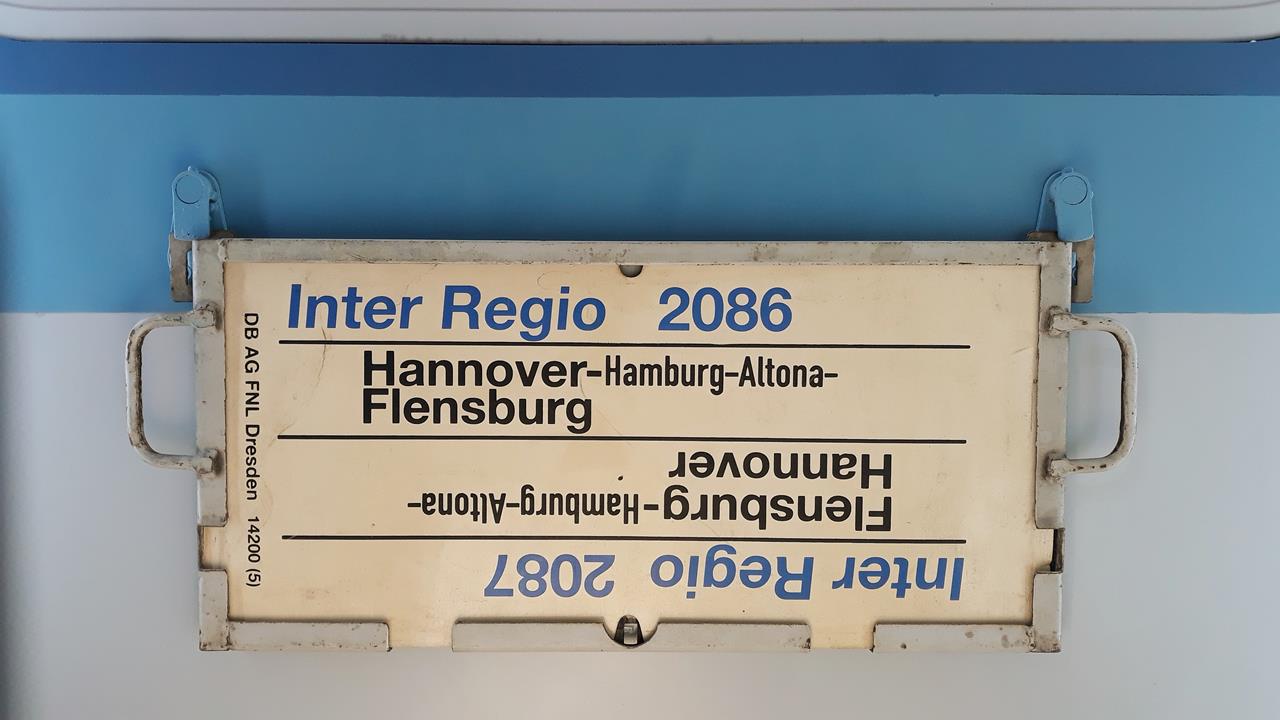 Inter Regio 2086
Hannover-Hamburg-Altona-
Flensburg
Flensburg-Hamburg-Altona-
Hannover
Inter Regio 2087
DB AG FNL Dresden 14200 (5)